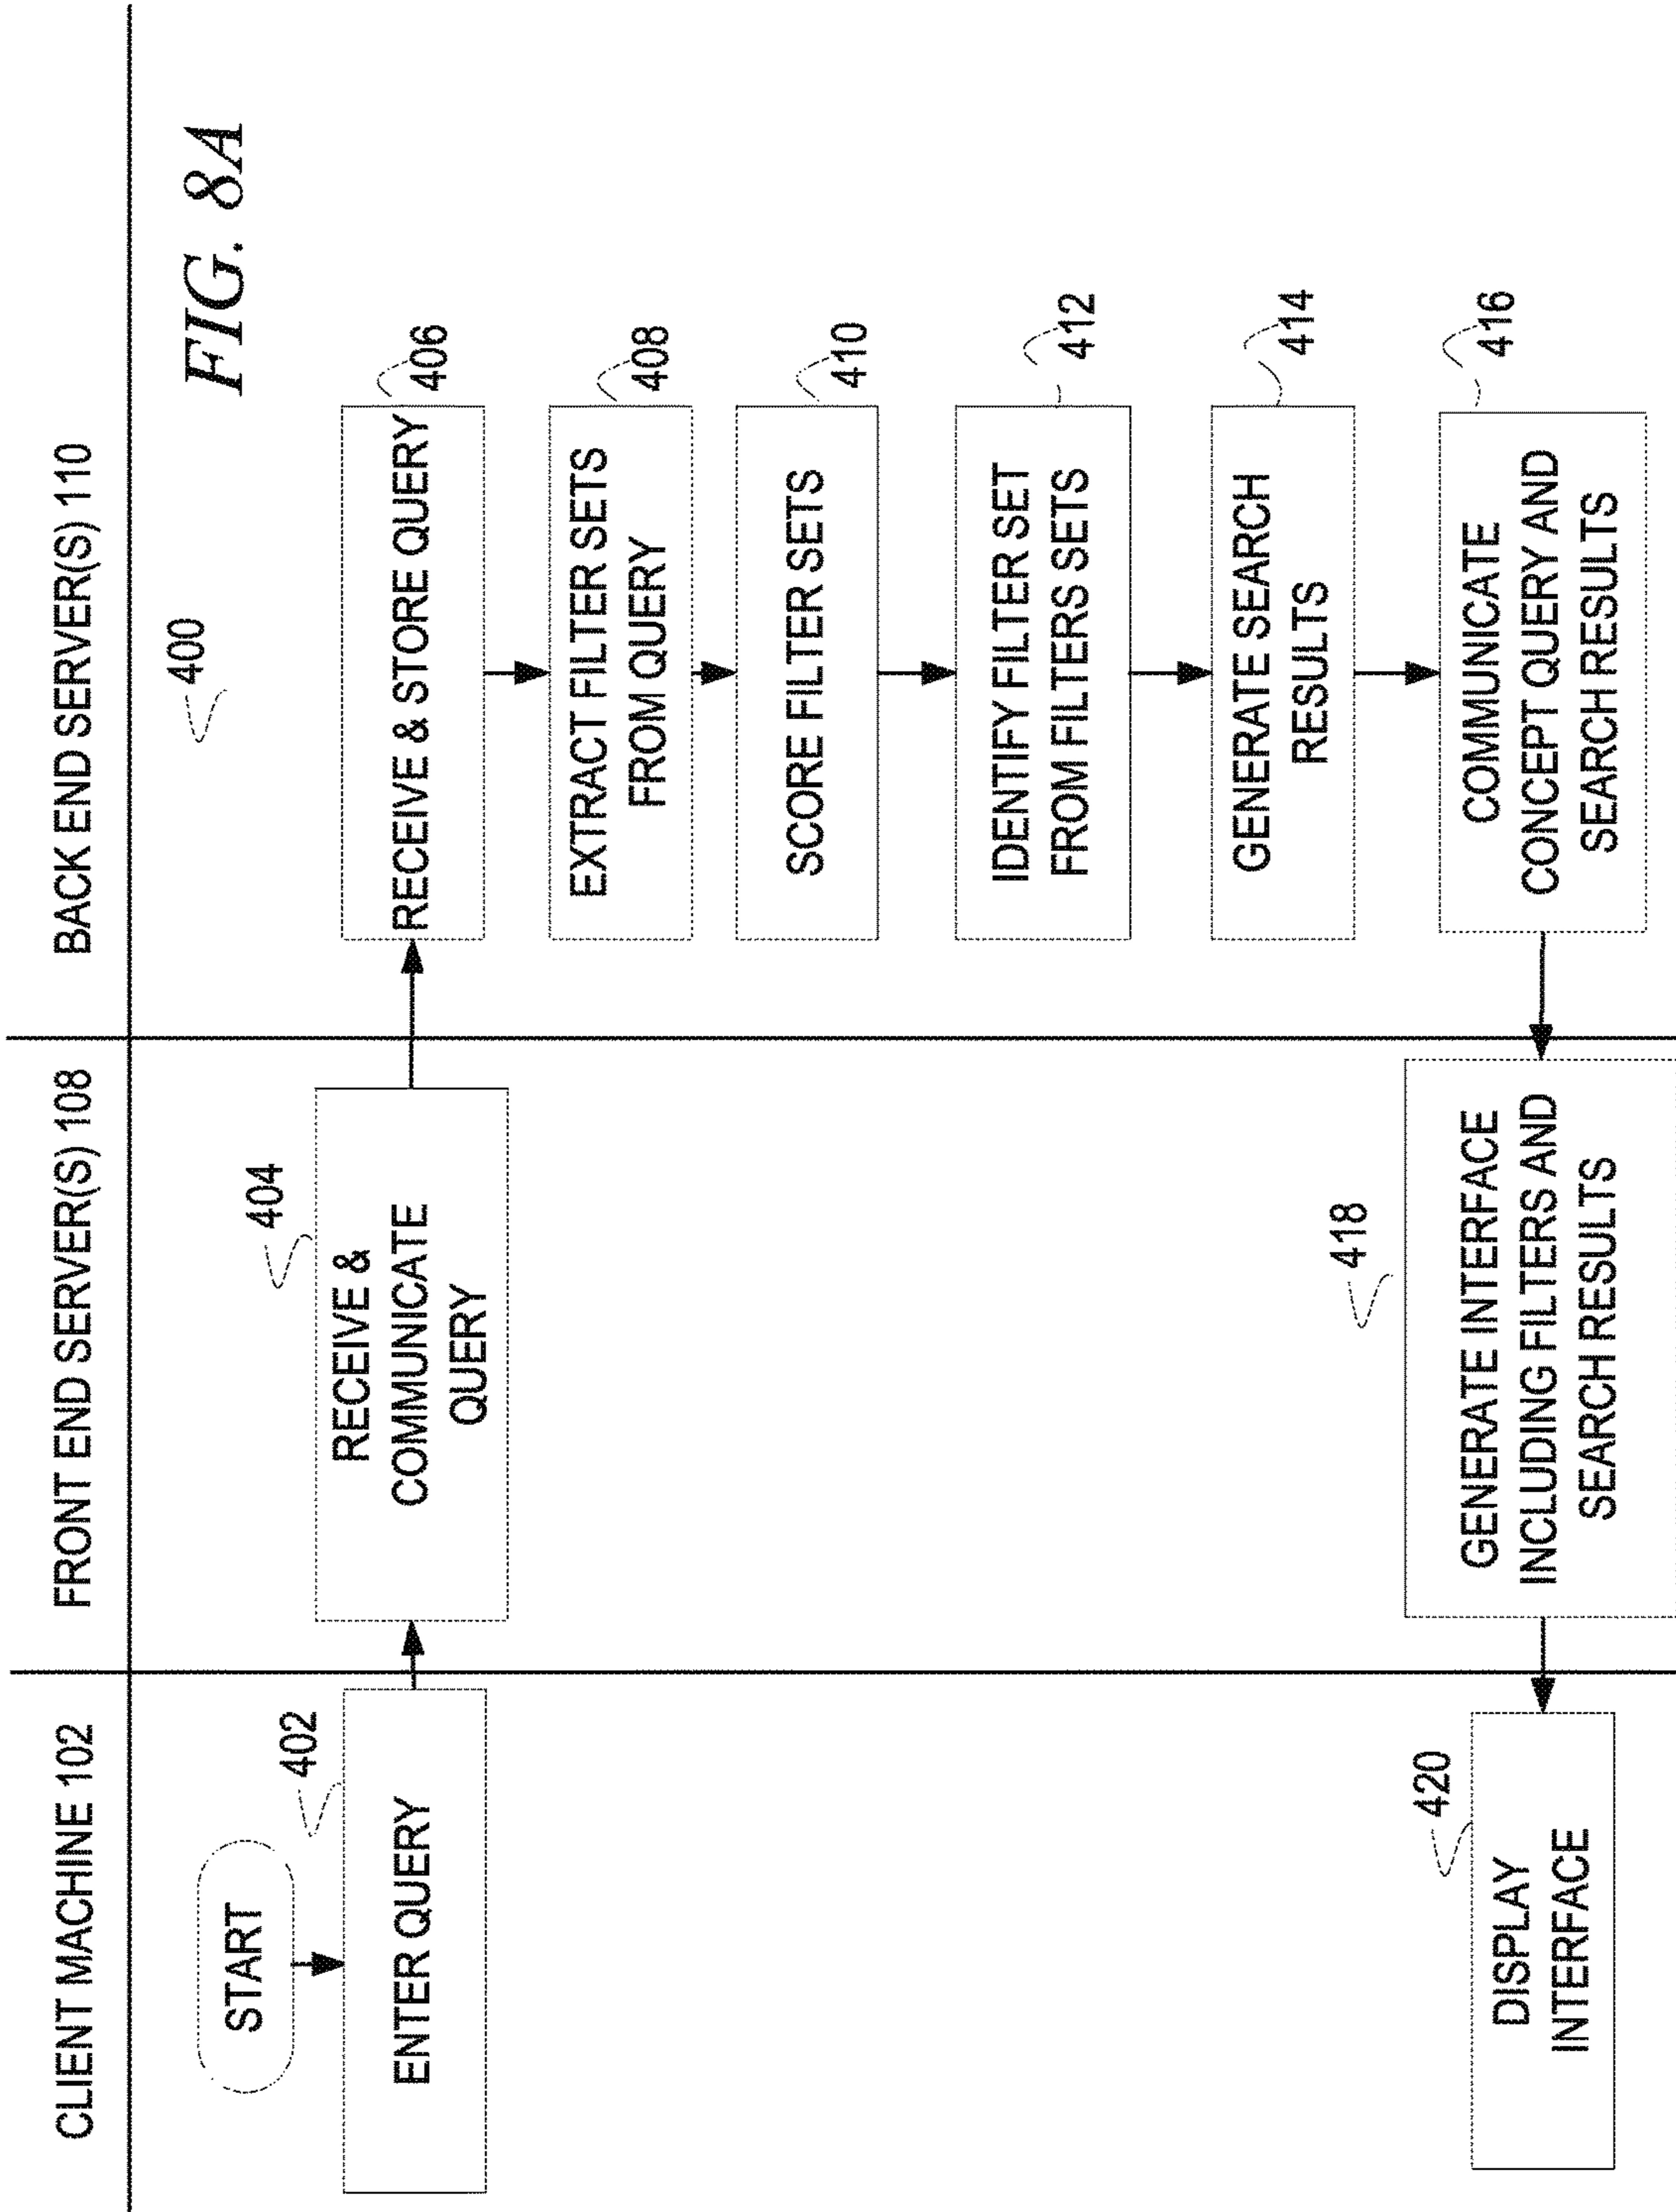 CLIENT MACHINE 102
FRONT END SERVER(S) 108
BACK END SERVER(S) 110
FIG. 8A
400
START
402
ENTER QUERY
404
RECEIVE &
COMMUNICATE
QUERY
406
RECEIVE & STORE QUERY
408
EXTRACT FILTER SETS
FROM QUERY
410
SCORE FILTER SETS
412
IDENTIFY FILTER SET
FROM FILTERS SETS
414
GENERATE SEARCH
RESULTS
416
COMMUNICATE
CONCEPT QUERY AND
SEARCH RESULTS
418
GENERATE INTERFACE
INCLUDING FILTERS AND
SEARCH RESULTS
420
DISPLAY
INTERFACE